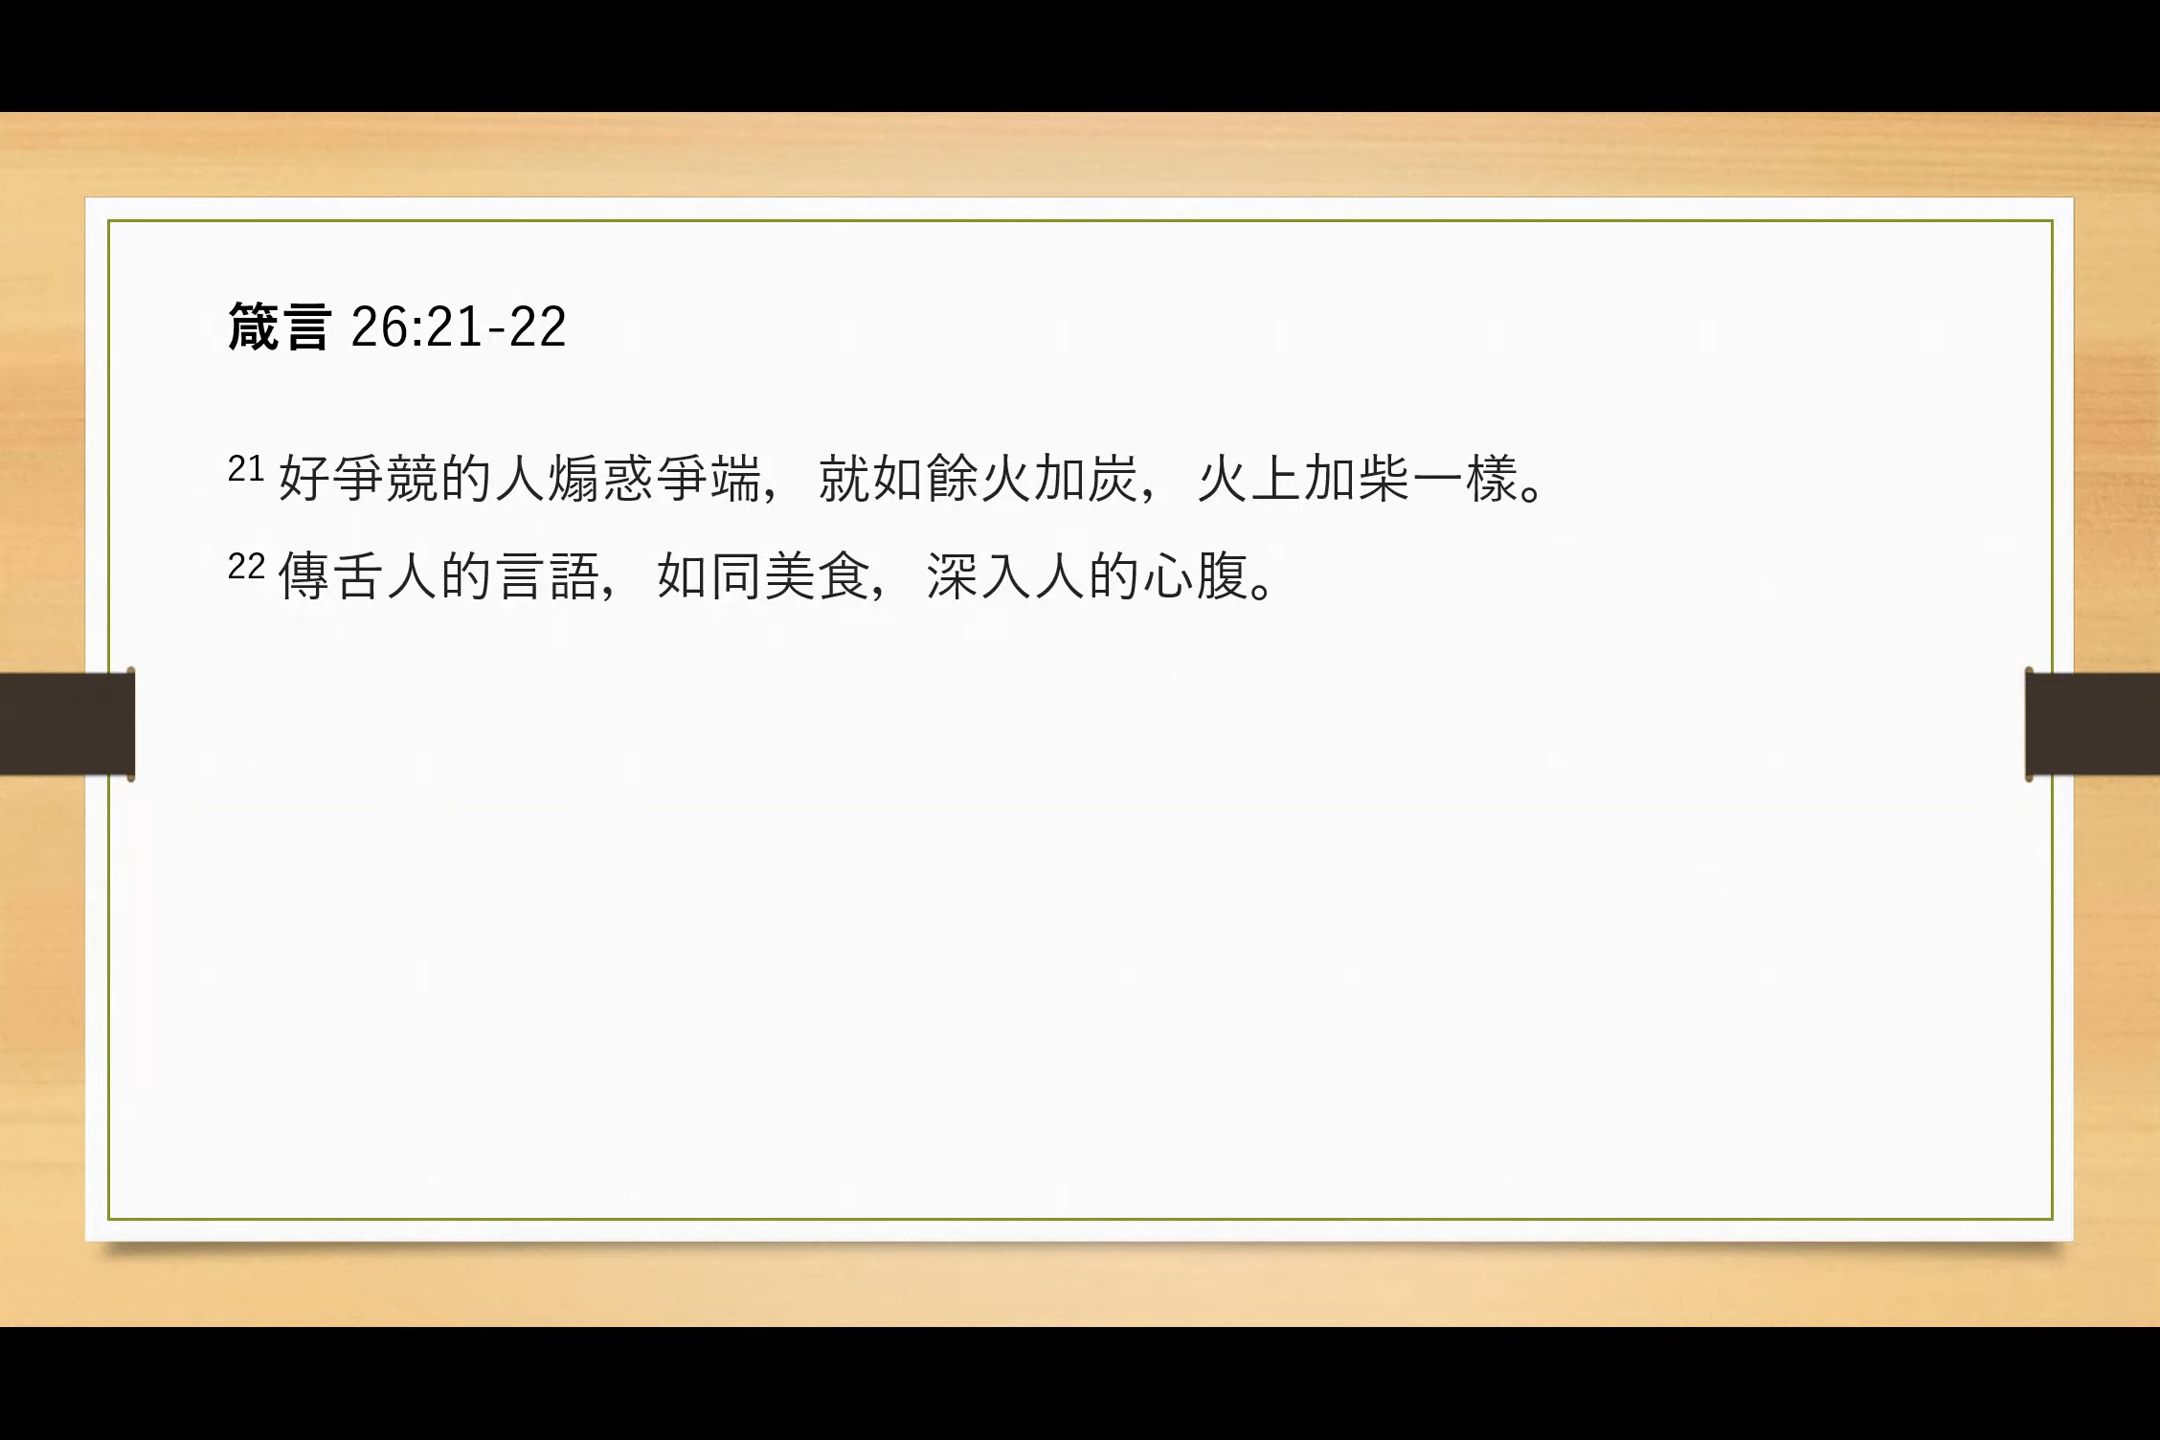 箴言 26:21-22
21 好爭競的人煽惑爭端，就如餘火加炭，火上加柴一樣。
22 傳舌人的言語，如同美食，深入人的心腹。